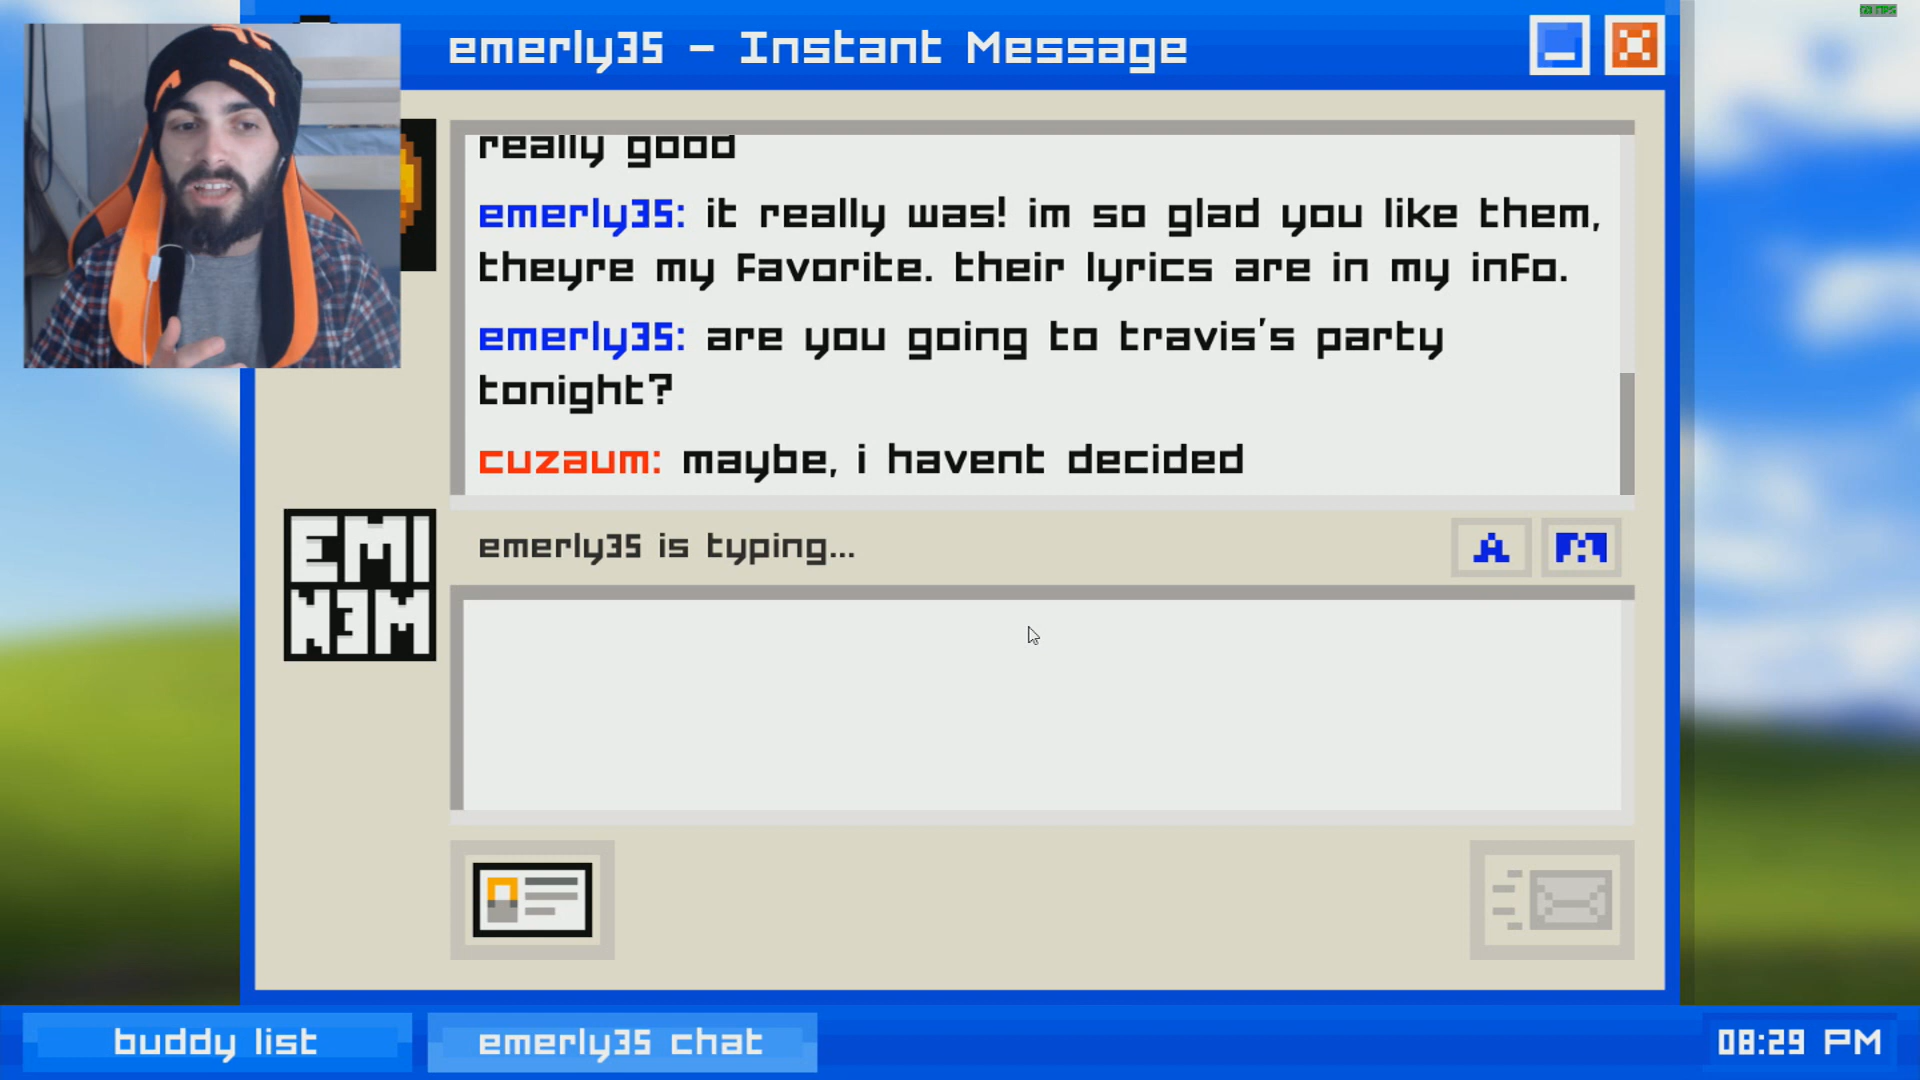 emerly35 - Instant Message
really good
emerly35: it really was! im so glad you like them,
theyre my favorite. their lyrics are in my info.
emerly35: are you going to travis's party
tonight?
cuzaum: maybe, i havent decided
EMI
NEM
emerly35 is typing...
A
buddy list
emerly35 chat
08:29 PM